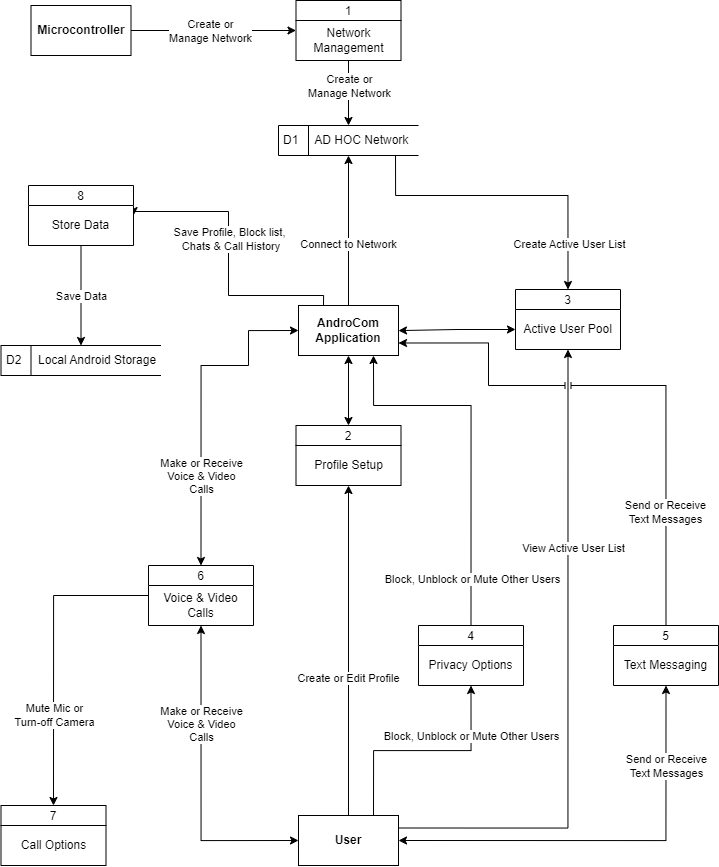 1
Microcontroller
Create or
Manage Network
Network
Management
Create or
Manage Network
D1
AD HOC Network
8
Store Data
Save Profile, Block list,
Chats & Call History
Connect to Network
Create Active User List
Save Data
3
Active User Pool
AndroCom
Application
D2
Local Android Storage
2
Profile Setup
Make or Receive
Voice & Video
Calls
Send or Receive
Text Messages
View Active User List
6
Voice & Video
Calls
Block, Unblock or Mute Other Users
4
Privacy Options
5
Text Messaging
Create or Edit Profile
Mute Mic or
Turn-off Camera
Make or Receive
Voice & Video
Calls
Block, Unblock or Mute Other Users
Send or Receive
Text Messages
7
Call Options
User